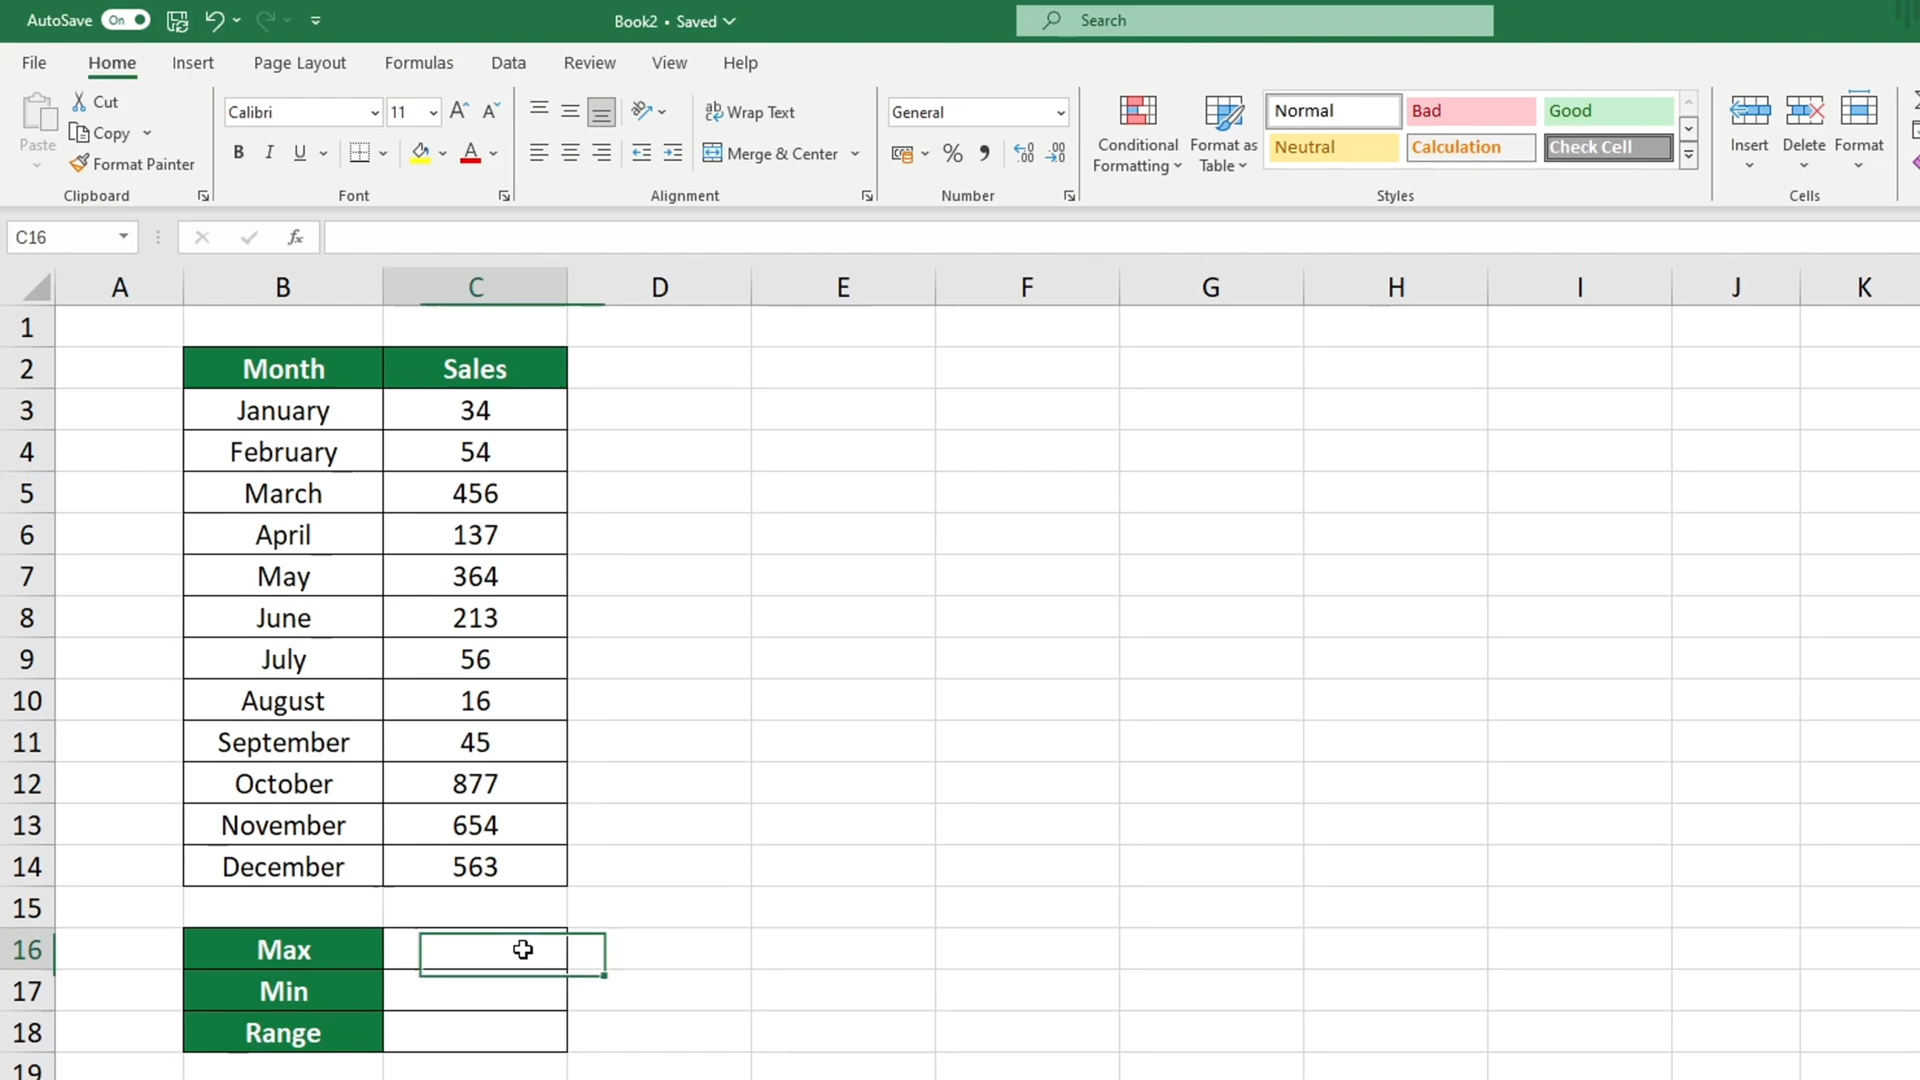 AutoSave On Book2 • Saved Search
File Home Insert Page Layout Formulas Data Review View Help
Paste Cut Copy Format Painter Clipboard
Calibri 11 B I U A Font
Wrap Text Merge & Center Alignment
General % Number
Conditional Formatting Format as Table
Normal Bad Good
Neutral Calculation Check Cell
Styles
Insert Delete Format
Cells
C16 fx
A B C D E F G H I J K
1
2 Month Sales
3 January 34
4 February 54
5 March 456
6 April 137
7 May 364
8 June 213
9 July 56
10 August 16
11 September 45
12 October 877
13 November 654
14 December 563
15
16 Max
17 Min
18 Range
19